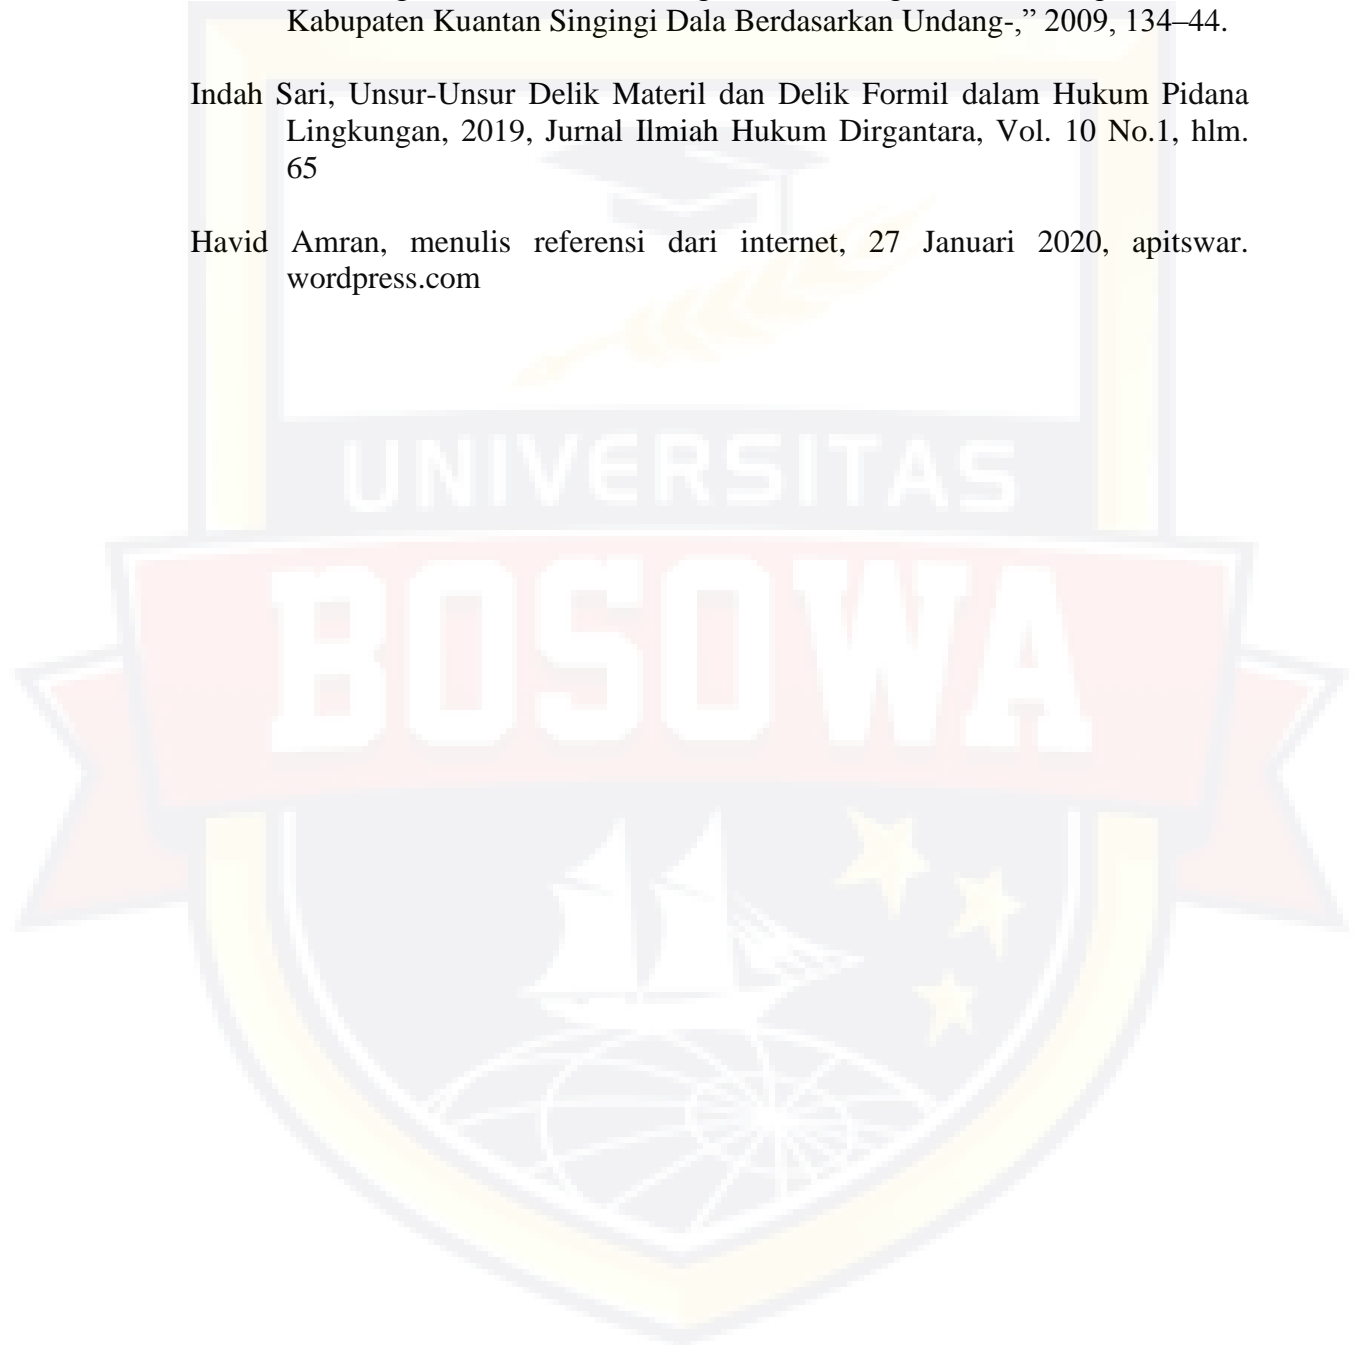 Kabupaten Kuantan Singingi Dala Berdasarkan Undang-,” 2009, 134–44.
Indah Sari, Unsur-Unsur Delik Materil dan Delik Formil dalam Hukum Pidana
Lingkungan, 2019, Jurnal Ilmiah Hukum Dirgantara, Vol. 10 No.1, hlm.
65
Havid Amran, menulis referensi dari internet, 27 Januari 2020, apitswar.
wordpress.com
UNIVERSITAS
BOSOWA